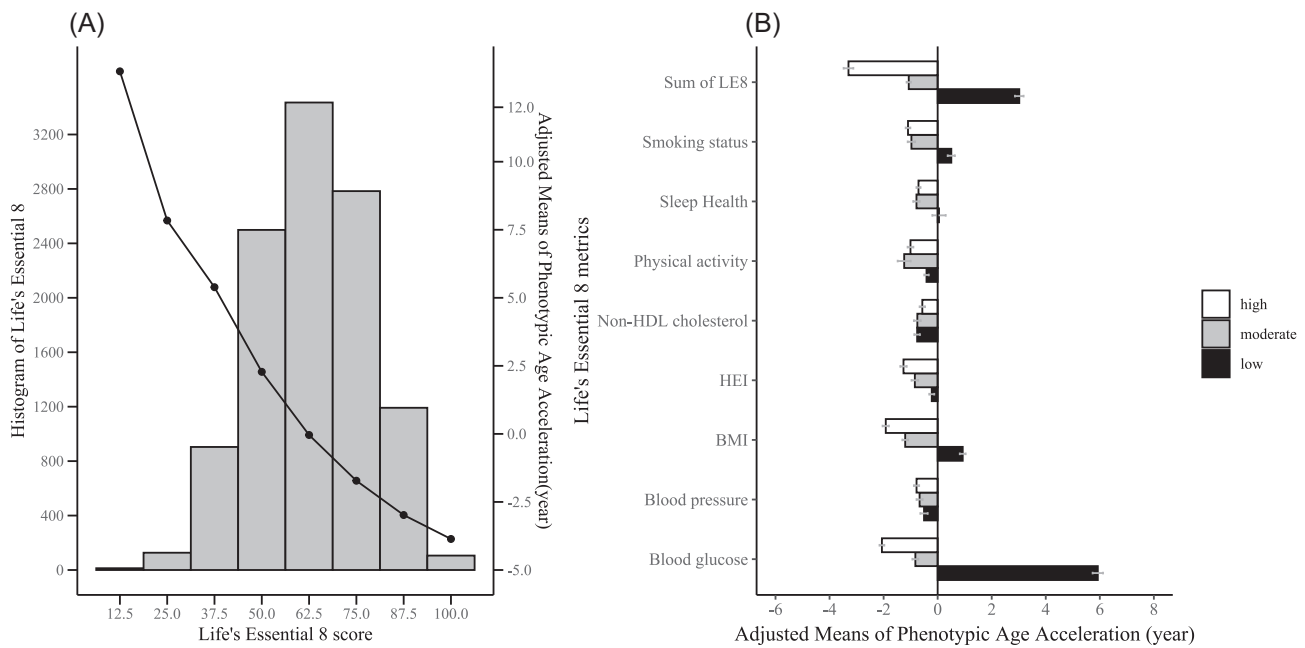 (A)
Histogram of Life's Essential 8
3200
2800
2400
2000
1600
1200
800
400
0
12.0
10.0
7.5
5.0
2.5
0.0
-2.5
-5.0
Adjusted Means of Phenotypic Age Acceleration(year)
12.5 25.0 37.5 50.0 62.5 75.0 87.5 100.0
Life's Essential 8 score
(B)
Life's Essential 8 metrics
Sum of LE8
Smoking status
Sleep Health
Physical activity
Non-HDL cholesterol
HEI
BMI
Blood pressure
Blood glucose
-6 -4 -2 0 2 4 6 8
Adjusted Means of Phenotypic Age Acceleration (year)
high
moderate
low